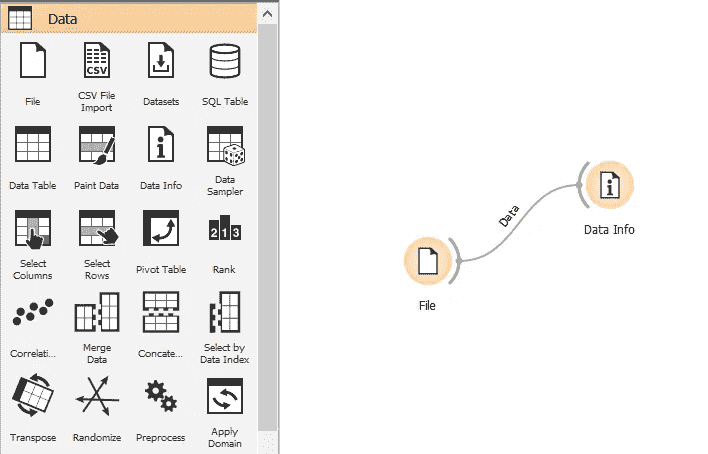 Data
File
CSV File
Import
Datasets
SQL Table
Data Table
Paint Data
Data Info
Data
Sampler
Select
Columns
Select
Rows
Pivot Table
Rank
Correlati...
Merge
Data
Concate...
Select by
Data Index
Transpose
Randomize
Preprocess
Apply
Domain
CSV
2 1 3
Data
Data Info
File